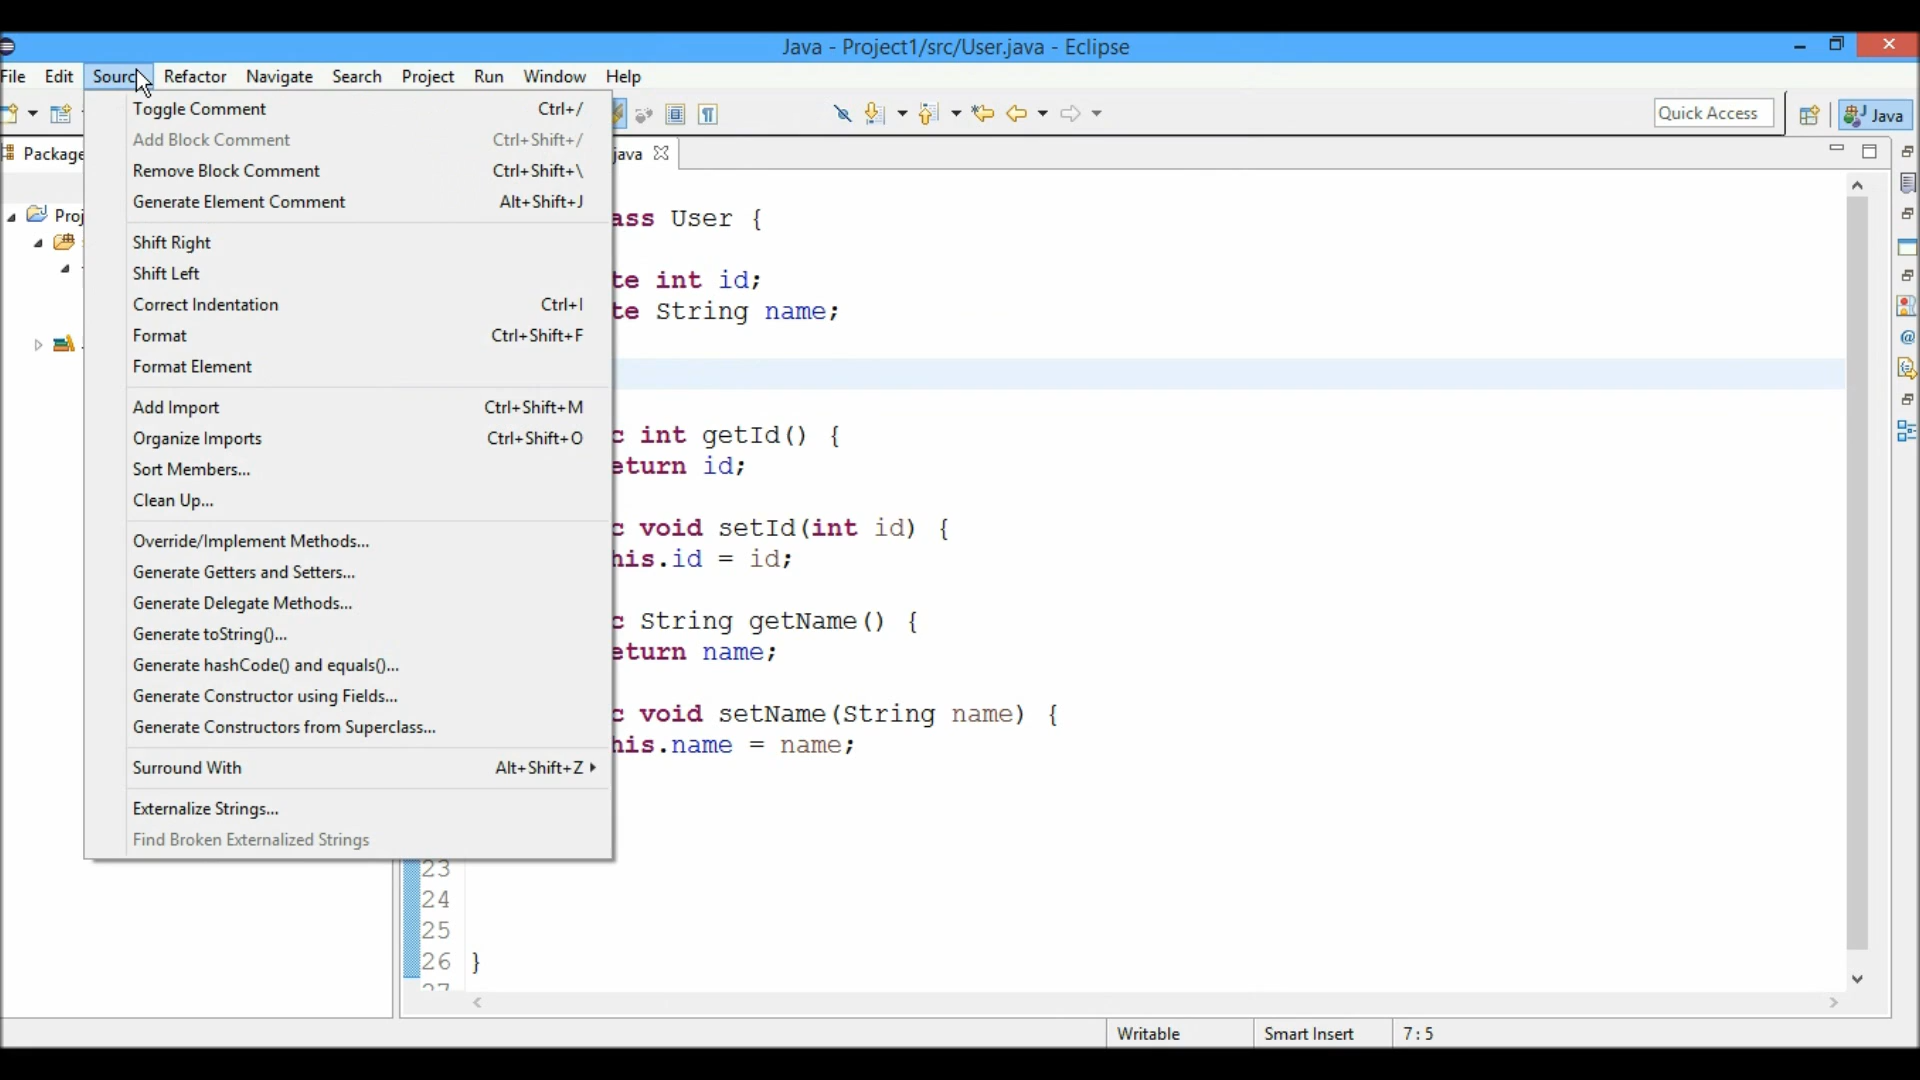 Java - Project1/src/User.java - Eclipse
File Edit Source Refactor Navigate Search Project Run Window Help
Quick Access
Java
Package
java
Toggle Comment Ctrl+/
Add Block Comment Ctrl+Shift+/
Remove Block Comment Ctrl+Shift+\
Generate Element Comment Alt+Shift+J
Shift Right
Shift Left
Correct Indentation Ctrl+I
Format Ctrl+Shift+F
Format Element
Add Import Ctrl+Shift+M
Organize Imports Ctrl+Shift+O
Sort Members...
Clean Up...
Override/Implement Methods...
Generate Getters and Setters...
Generate Delegate Methods...
Generate toString()...
Generate hashCode() and equals()...
Generate Constructor using Fields...
Generate Constructors from Superclass...
Surround With Alt+Shift+Z
Externalize Strings...
Find Broken Externalized Strings
Proj
ass User {
te int id;
te String name;
c int getId() {
eturn id;
c void setId(int id) {
his.id = id;
c String getName() {
eturn name;
c void setName(String name) {
his.name = name;
23
24
25
26 }
27
Writable Smart Insert 7 : 5